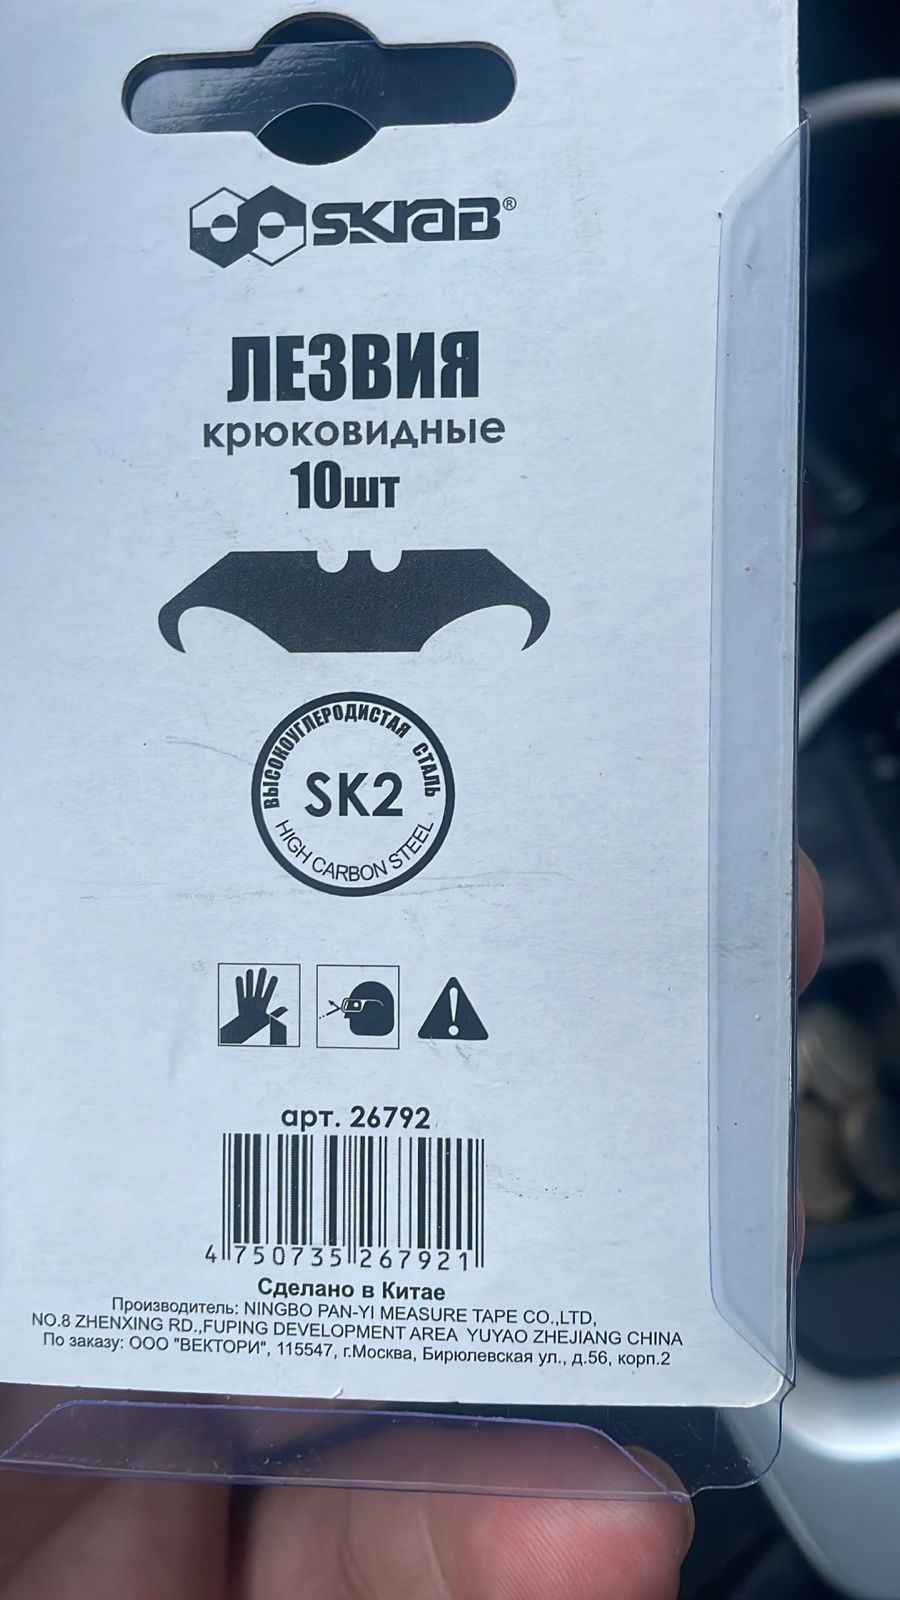 SKRAB®
ЛЕЗВИЯ
крюковидные
10шт
ВЫСОКОУГЛЕРОДИСТАЯ СТАЛЬ
SK2
HIGH CARBON STEEL
арт. 26792
4 750735 267921
Сделано в Китае
Производитель: NINGBO PAN-YI MEASURE TAPE CO.,LTD,
NO.8 ZHENXING RD.,FUPING DEVELOPMENT AREA YUYAO ZHEJIANG CHINA
По заказу: ООО "ВЕКТОРИ", 115547, г.Москва, Бирюлевская ул., д.56, корп.2